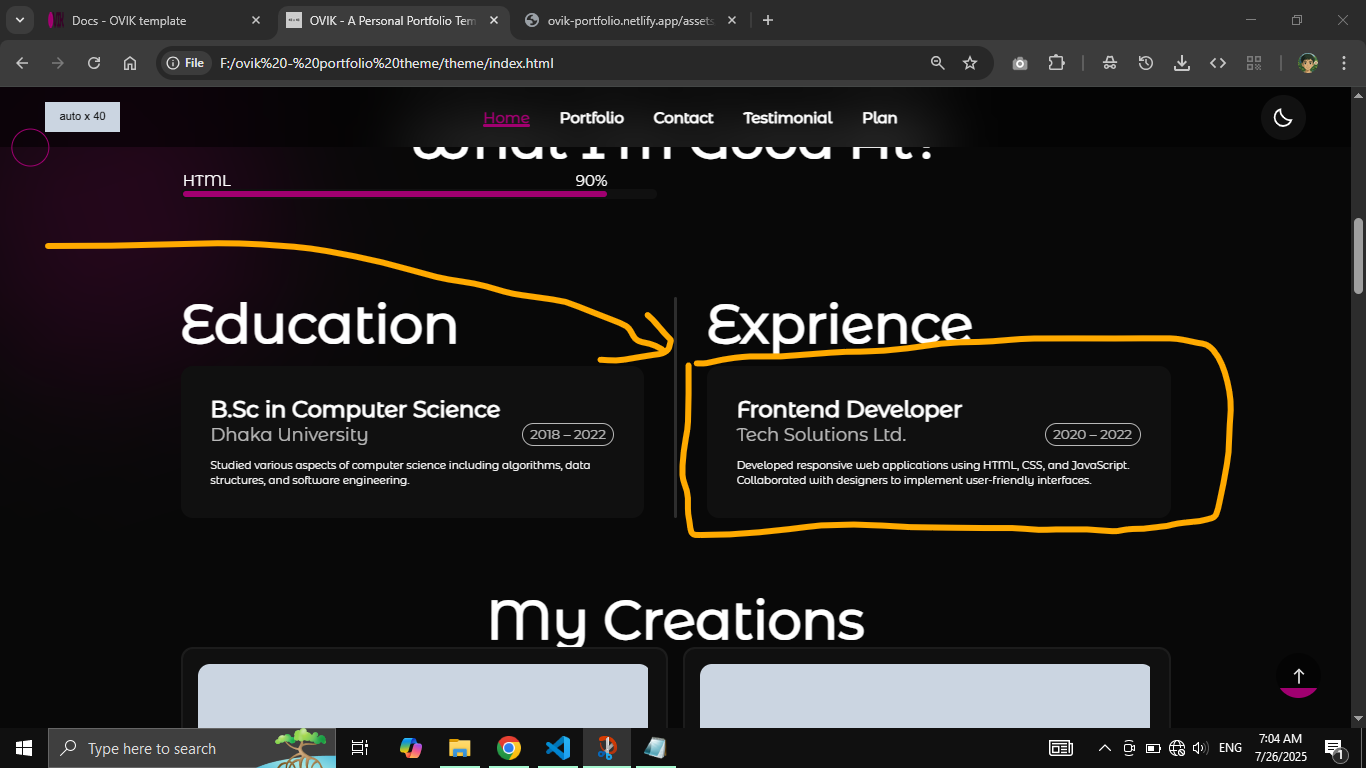 Docs - OVIK template
OVIK - A Personal Portfolio Tem
ovik-portfolio.netlify.app/assets
File
F:/ovik%20-%20portfolio%20theme/theme/index.html
auto x 40
Home
Portfolio
Contact
Testimonial
Plan
What I'm Good At?
HTML
90%
Education
B.Sc in Computer Science
Dhaka University
2018 – 2022
Studied various aspects of computer science including algorithms, data
structures, and software engineering.
Exprience
Frontend Developer
Tech Solutions Ltd.
2020 – 2022
Developed responsive web applications using HTML, CSS, and JavaScript.
Collaborated with designers to implement user-friendly interfaces.
My Creations
Type here to search
ENG
7:04 AM
7/26/2025
1